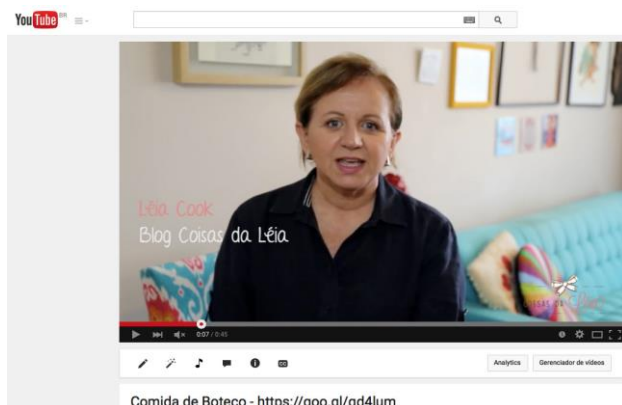 YouTube BR
Léia Cook
Blog Coisas da Léia
0:07 / 0:45
CC
Analytics
Gerenciador de vídeos
Comida de Boteco - https://goo.gl/gd4lum